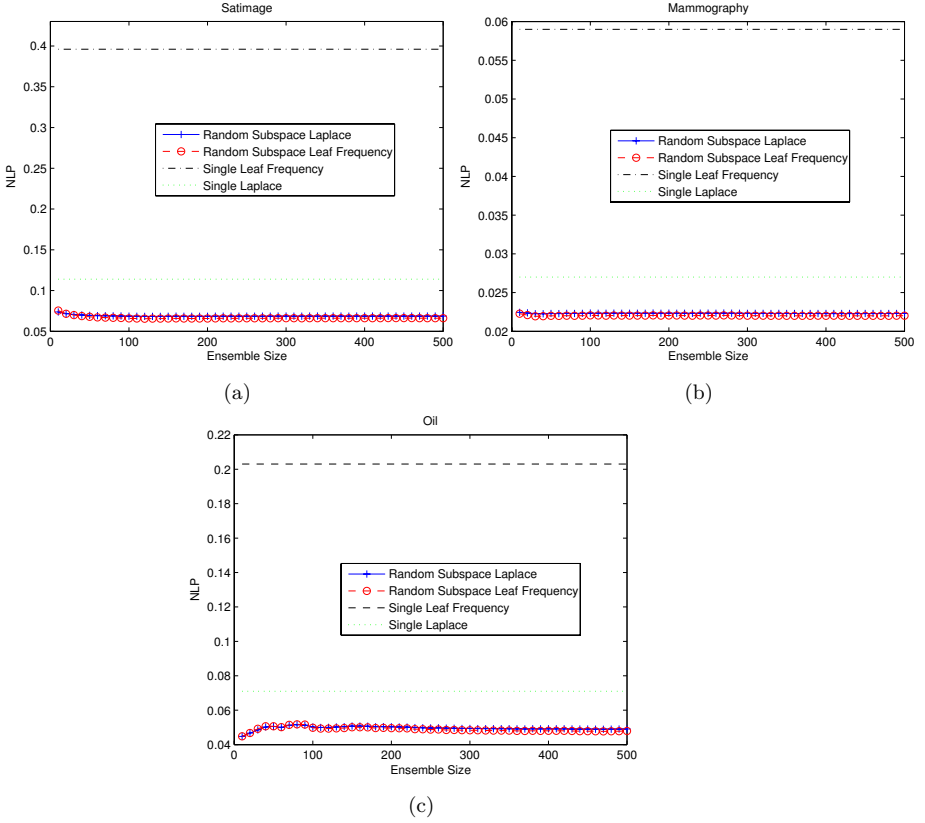 Satimage
0.4
0.35
0.3
0.25
0.2
0.15
0.1
0.05
NLP
Random Subspace Laplace
Random Subspace Leaf Frequency
Single Leaf Frequency
Single Laplace
0 100 200 300 400 500
Ensemble Size
(a)
Mammography
0.06
0.055
0.05
0.045
0.04
0.035
0.03
0.025
0.02
NLP
Random Subspace Laplace
Random Subspace Leaf Frequency
Single Leaf Frequency
Single Laplace
0 100 200 300 400 500
Ensemble Size
(b)
Oil
0.22
0.2
0.18
0.16
0.14
0.12
0.1
0.08
0.06
0.04
NLP
Random Subspace Laplace
Random Subspace Leaf Frequency
Single Leaf Frequency
Single Laplace
0 100 200 300 400 500
Ensemble Size
(c)